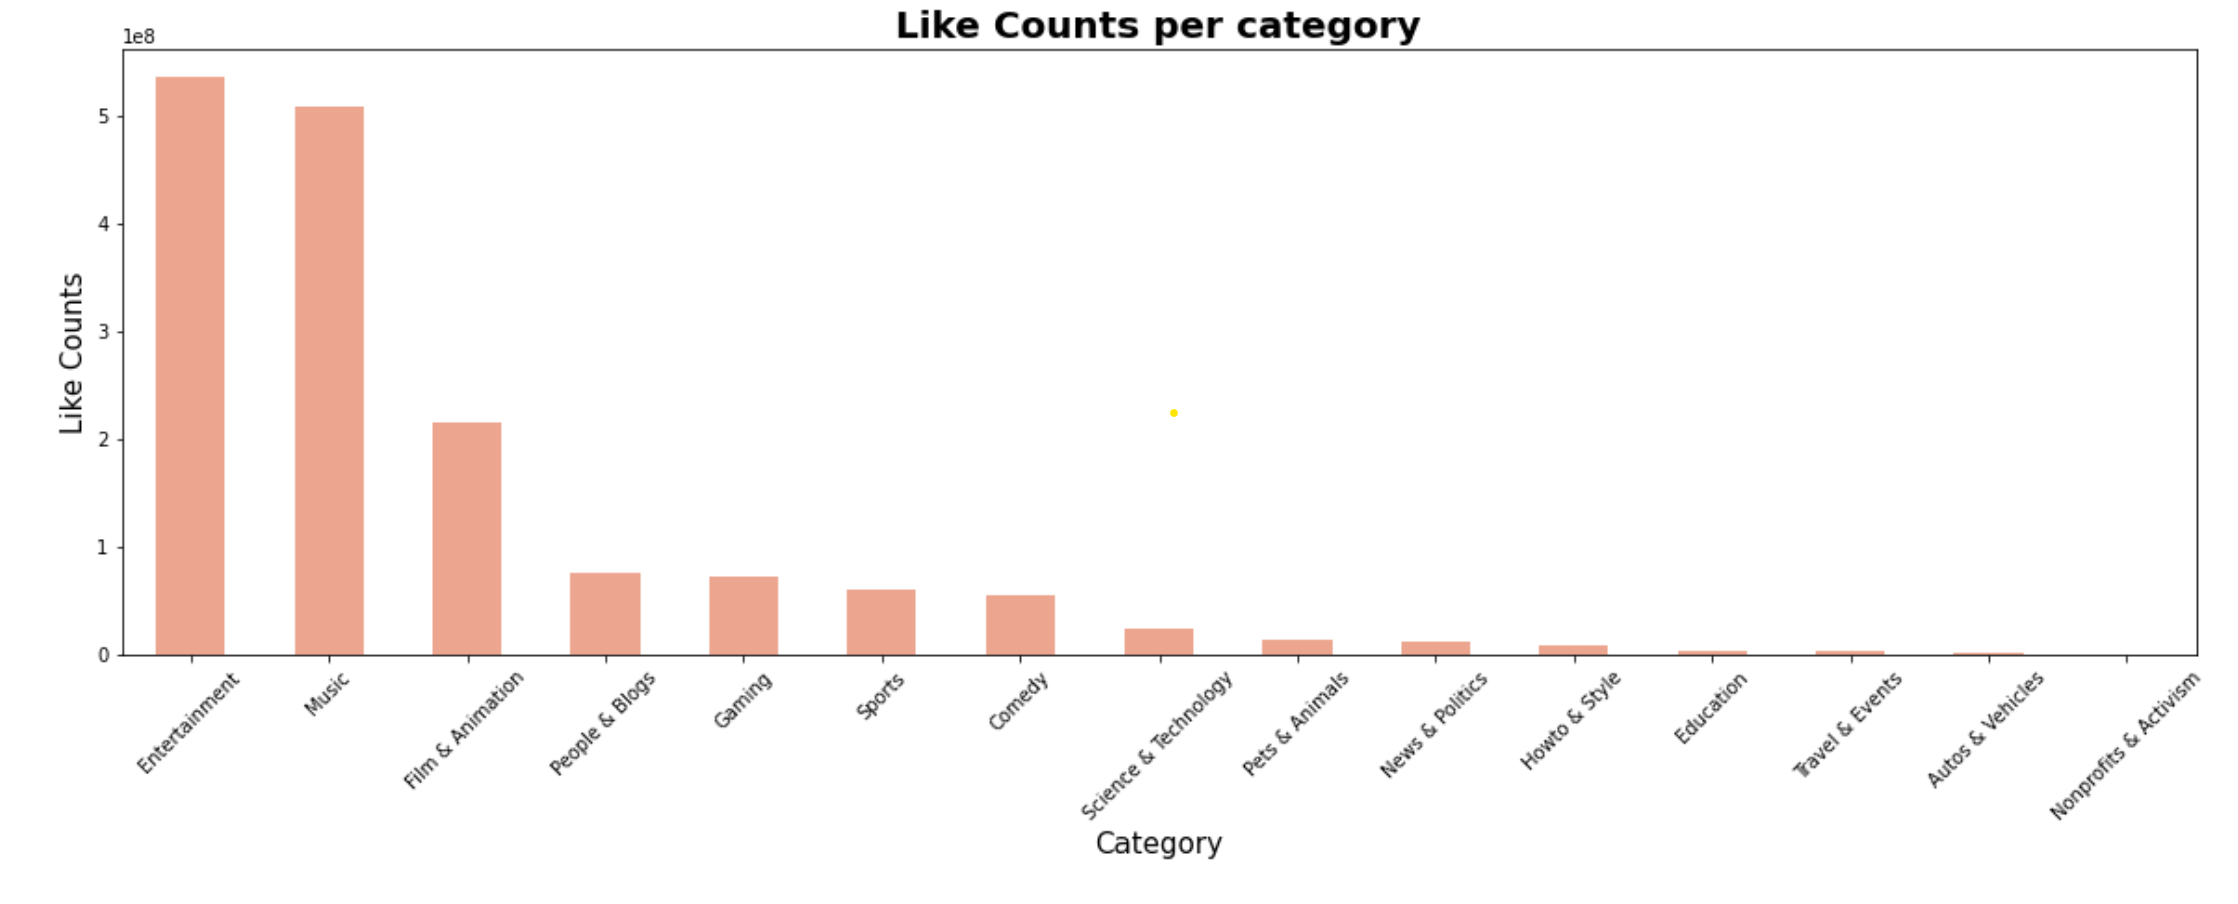 Like Counts per category
1e8
5
4
3
2
1
0
Like Counts
Entertainment
Music
Film & Animation
People & Blogs
Gaming
Sports
Comedy
Science & Technology
Pets & Animals
News & Politics
Howto & Style
Education
Travel & Events
Autos & Vehicles
Nonprofits & Activism
Category